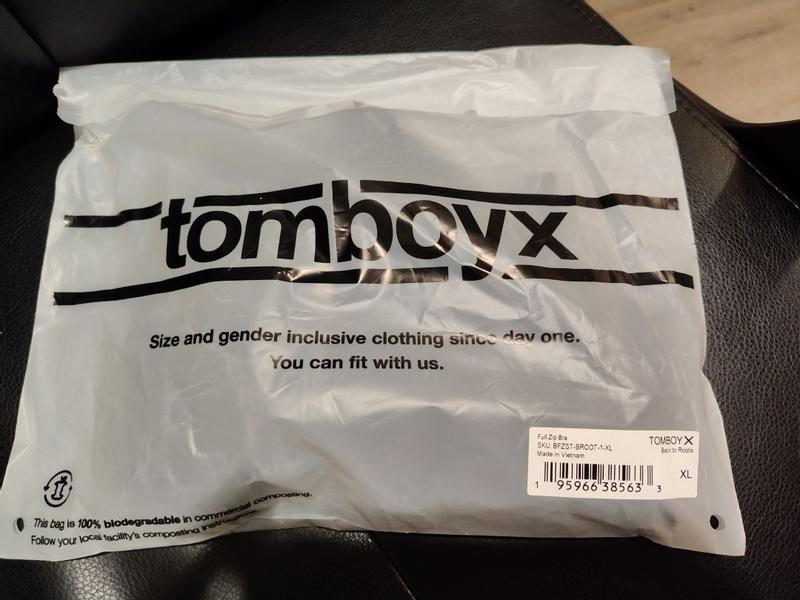 tomboyx
Size and gender inclusive clothing since day one.
You can fit with us.
Full Zip Bra
SKU: BFZST-BROOT-1-XL
Made in Vietnam
TOMBOYX
Back to Roots
XL
1 95966 38563 3
This bag is 100% biodegradable in commercial composting.
Follow your local facility's composting instructions.